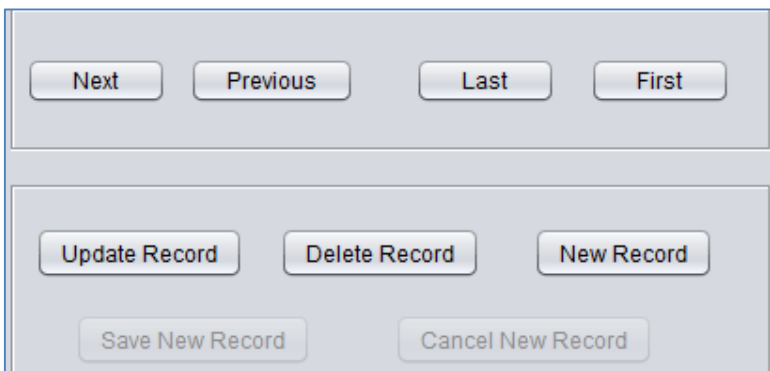 Next Previous Last First
Update Record Delete Record New Record
Save New Record Cancel New Record